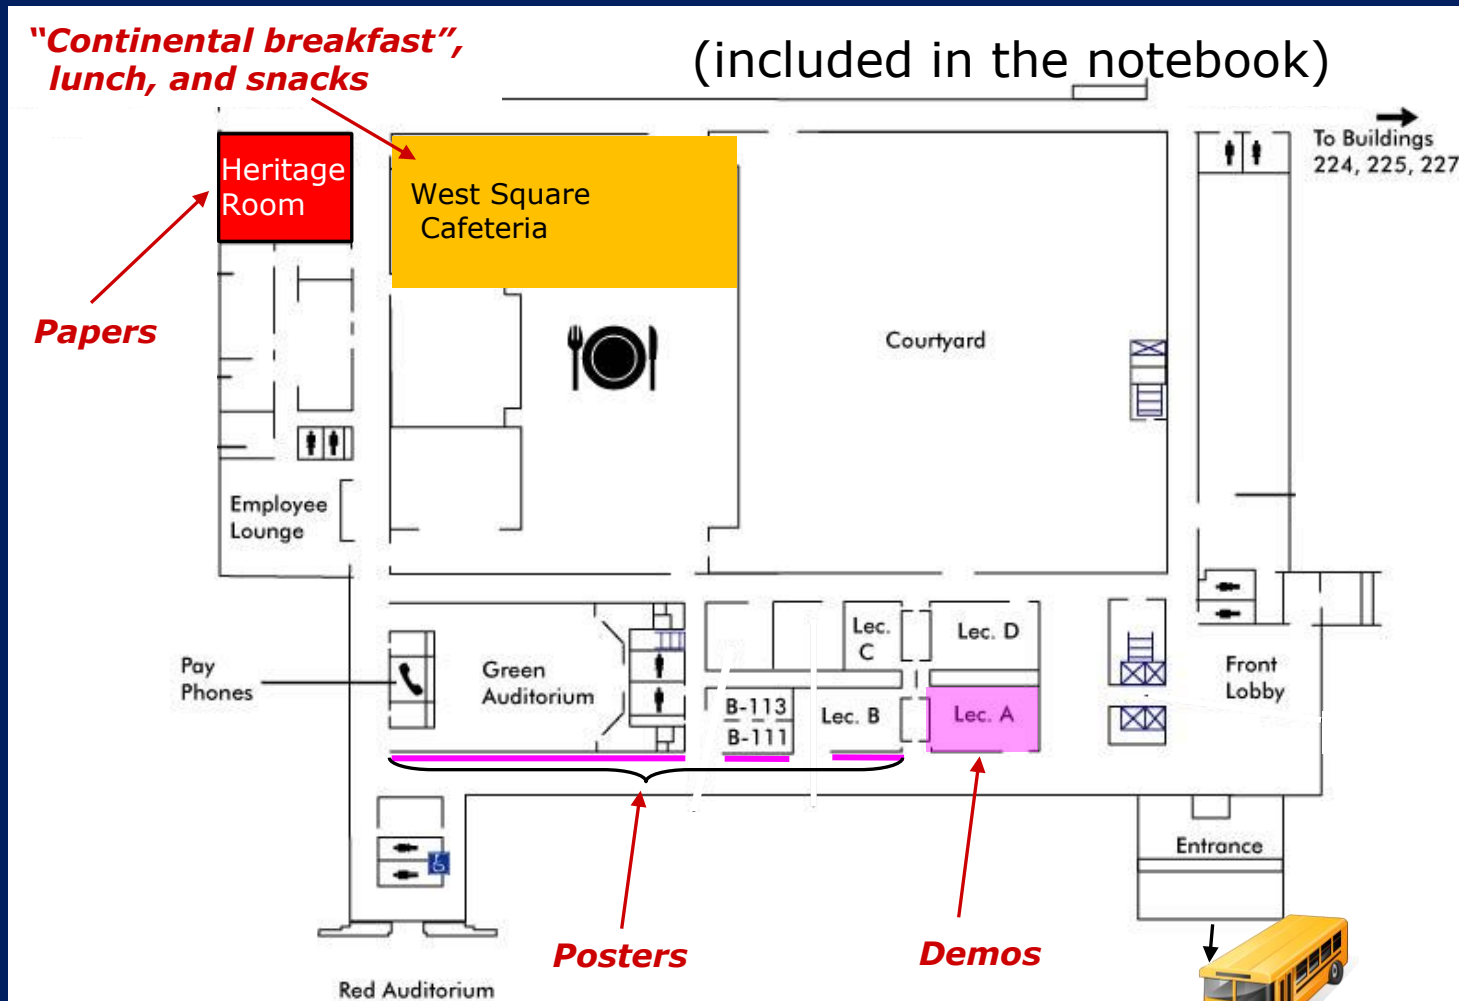 “Continental breakfast”,
lunch, and snacks
(included in the notebook)
To Buildings
224, 225, 227
Heritage
Room
West Square
Cafeteria
Papers
Courtyard
Employee
Lounge
Pay
Phones
Green
Auditorium
Lec.
C
Lec. D
B-113
B-111
Lec. B
Lec. A
Front
Lobby
Entrance
Posters
Demos
Red Auditorium